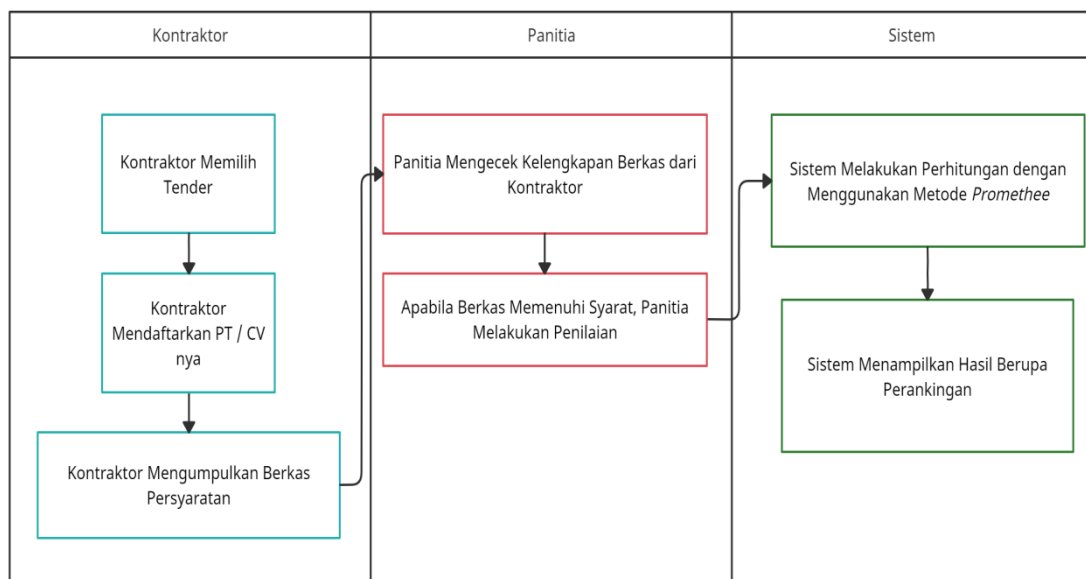 Kontraktor
Panitia
Sistem
Kontraktor Memilih
Tender
Kontraktor
Mendaftarkan PT / CV
nya
Kontraktor Mengumpulkan Berkas
Persyaratan
Panitia Mengecek Kelengkapan Berkas dari
Kontraktor
Apabila Berkas Memenuhi Syarat, Panitia
Melakukan Penilaian
Sistem Melakukan Perhitungan dengan
Menggunakan Metode Promethee
Sistem Menampilkan Hasil Berupa
Perankingan